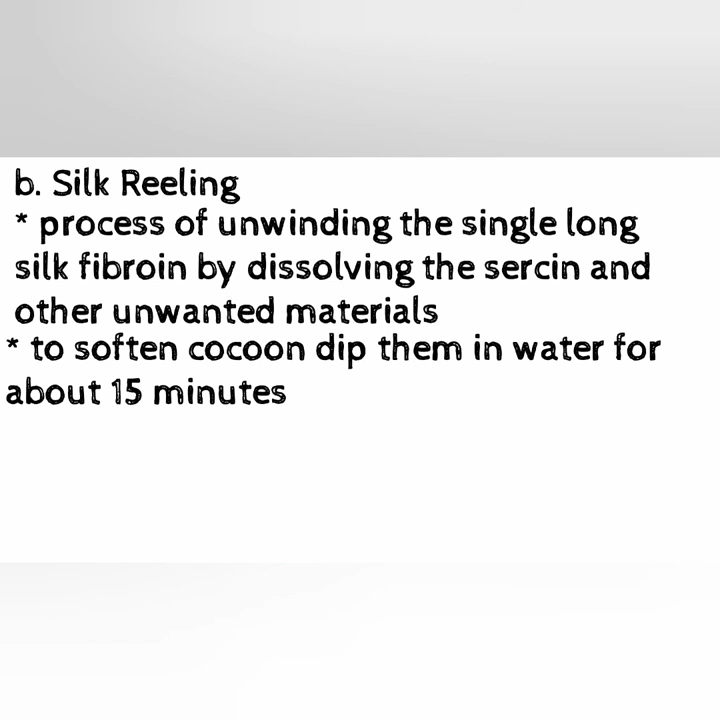 b. Silk Reeling
* process of unwinding the single long
silk fibroin by dissolving the sercin and
other unwanted materials
* to soften cocoon dip them in water for
about 15 minutes